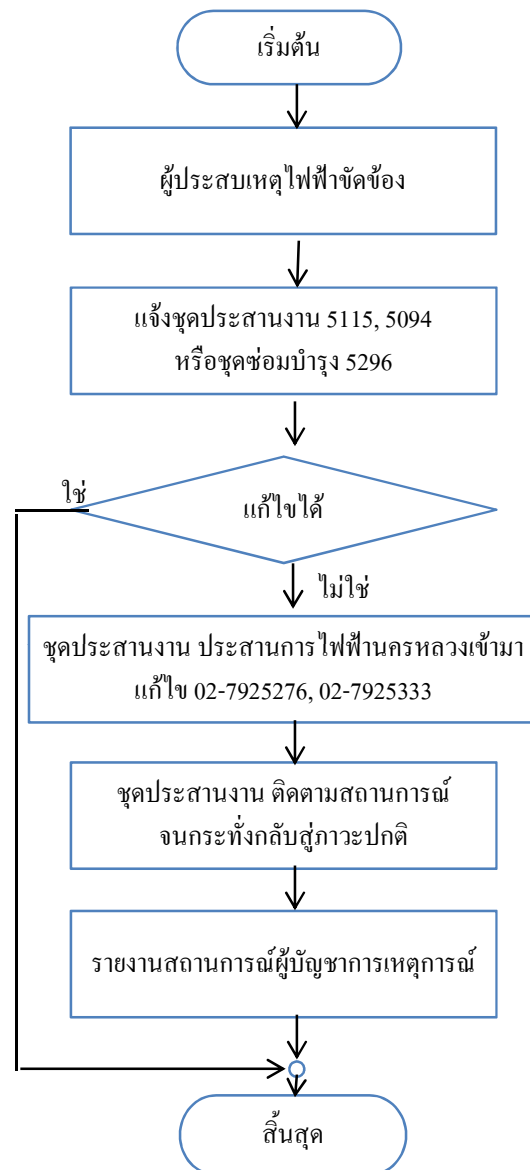 เริ่มต้น
ผู้ประสบเหตุไฟฟ้าขัดข้อง
แจ้งชุดประสานงาน 5115, 5094
หรือชุดซ่อมบำรุง 5296
ใช่
แก้ไขได้
ไม่ใช่
ชุดประสานงาน ประสานการไฟฟ้านครหลวงเข้ามา
แก้ไข 02-7925276, 02-7925333
ชุดประสานงาน ติดตามสถานการณ์
จนกระทั่งกลับสู่ภาวะปกติ
รายงานสถานการณ์ผู้บัญชาการเหตุการณ์
สิ้นสุด